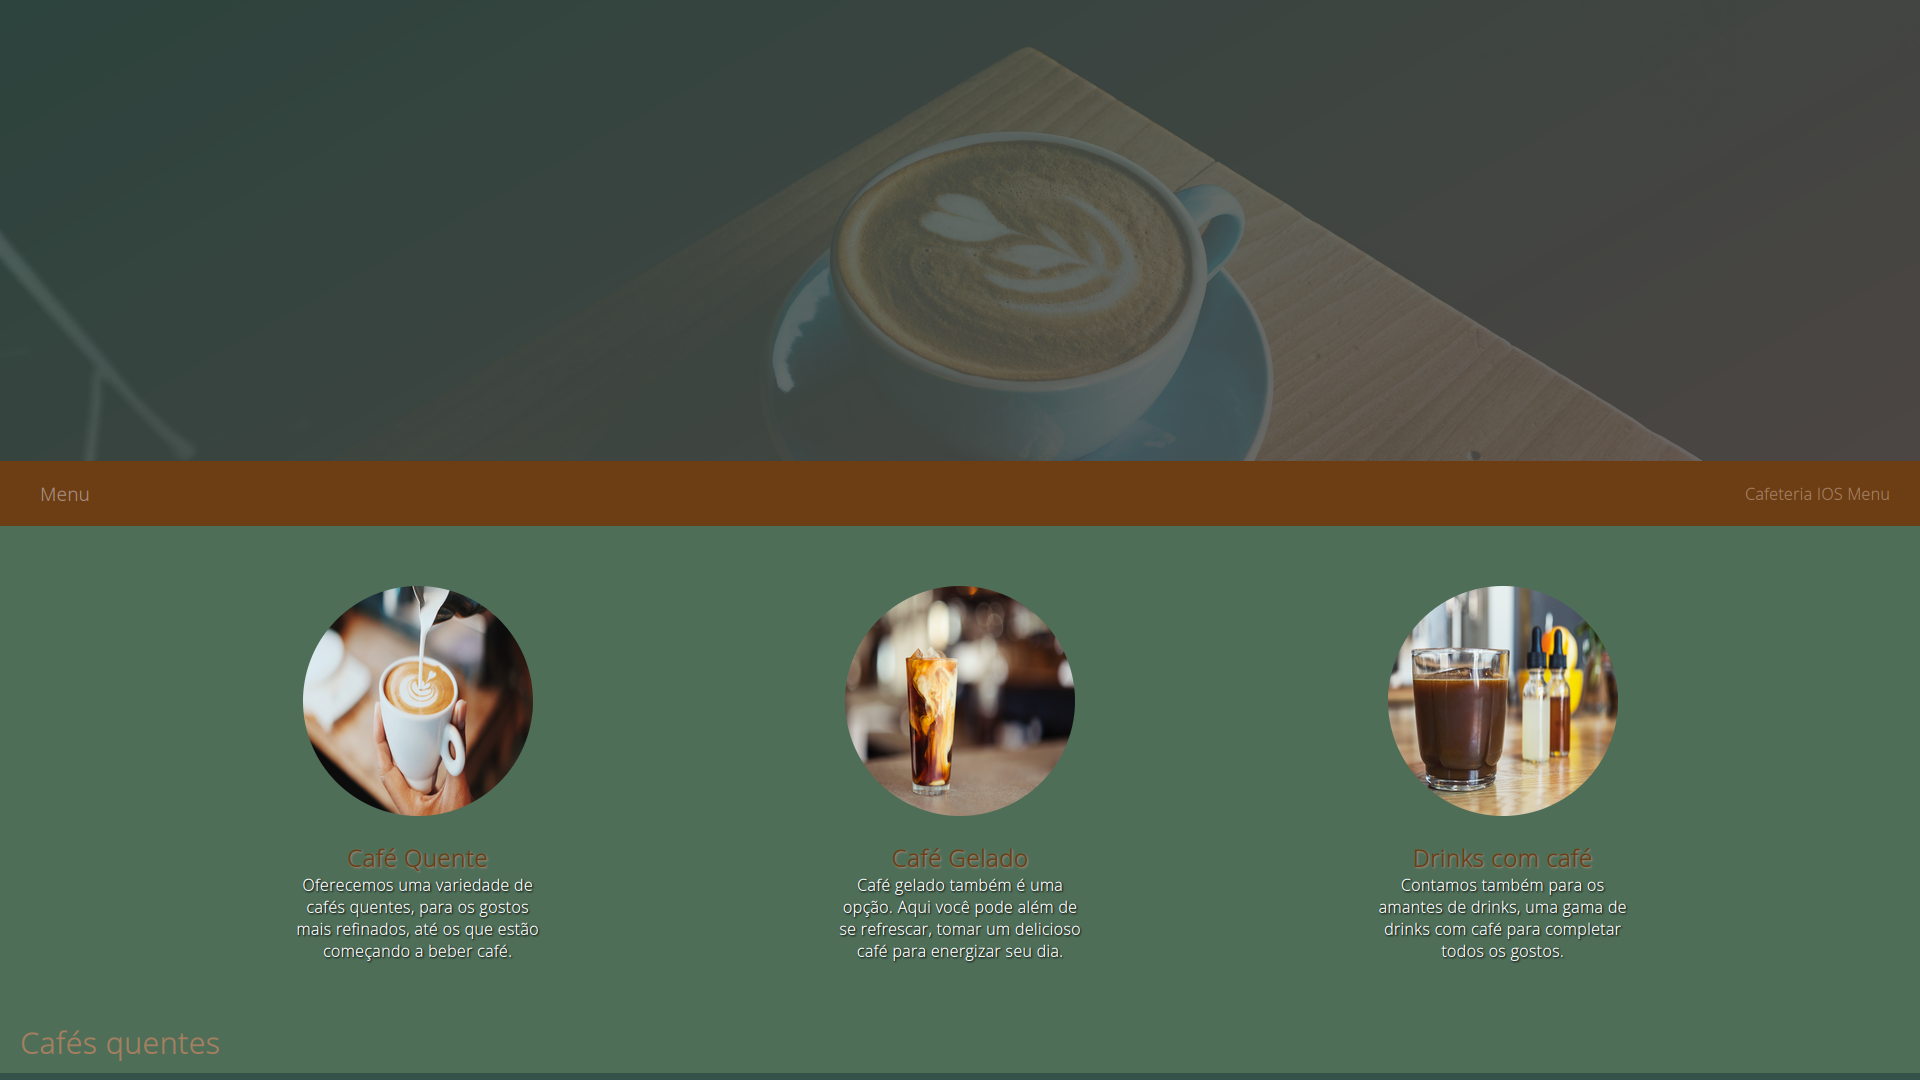 Menu
Cafeteria IOS Menu
Café Quente
Oferecemos uma variedade de
cafés quentes, para os gostos
mais refinados, até os que estão
começando a beber café.
Café Gelado
Café gelado também é uma
opção. Aqui você pode além de
se refrescar, tomar um delicioso
café para energizar seu dia.
Drinks com café
Contamos também para os
amantes de drinks, uma gama de
drinks com café para completar
todos os gostos.
Cafés quentes